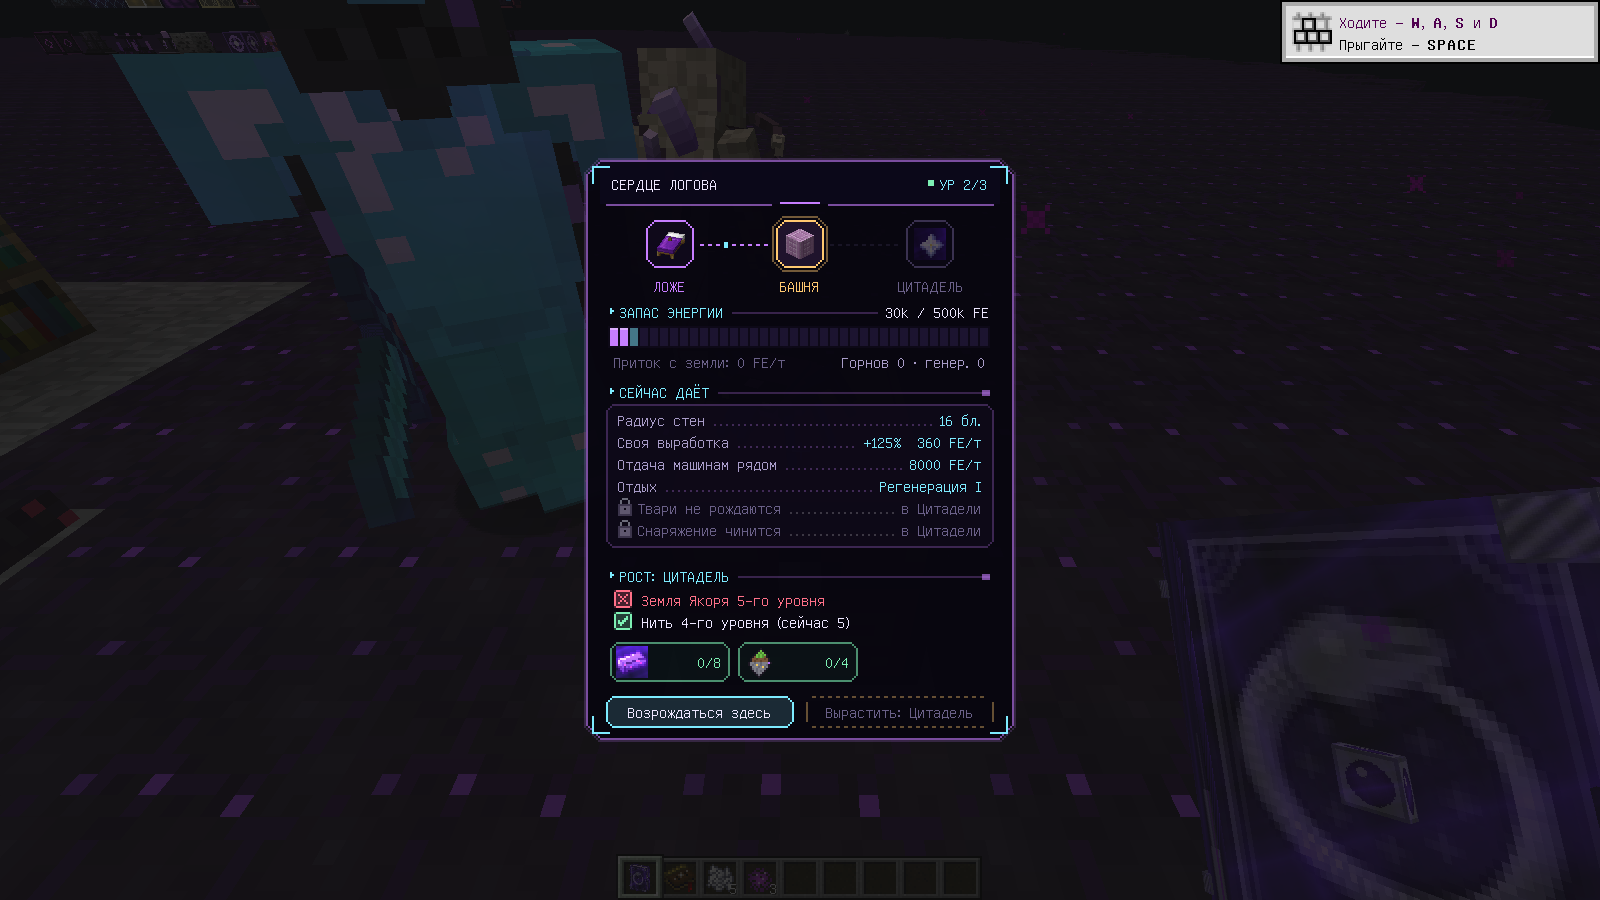 Ходите – W, A, S и D
Прыгайте – SPACE
СЕРДЦЕ ЛОГОВА
УР 2/3
ЛОЖЕ
БАШНЯ
ЦИТАДЕЛЬ
ЗАПАС ЭНЕРГИИ
30k / 500k FE
Приток с земли: 0 FE/т
Горнов 0 · генер. 0
СЕЙЧАС ДАЁТ
Радиус стен 16 бл.
Своя выработка +125% 360 FE/т
Отдача машинам рядом 8000 FE/т
Отдых Регенерация I
Твари не рождаются в Цитадели
Снаряжение чинится в Цитадели
РОСТ: ЦИТАДЕЛЬ
Земля Якоря 5-го уровня
Нить 4-го уровня (сейчас 5)
0/8
0/4
Возрождаться здесь
Вырастить: Цитадель
5
3